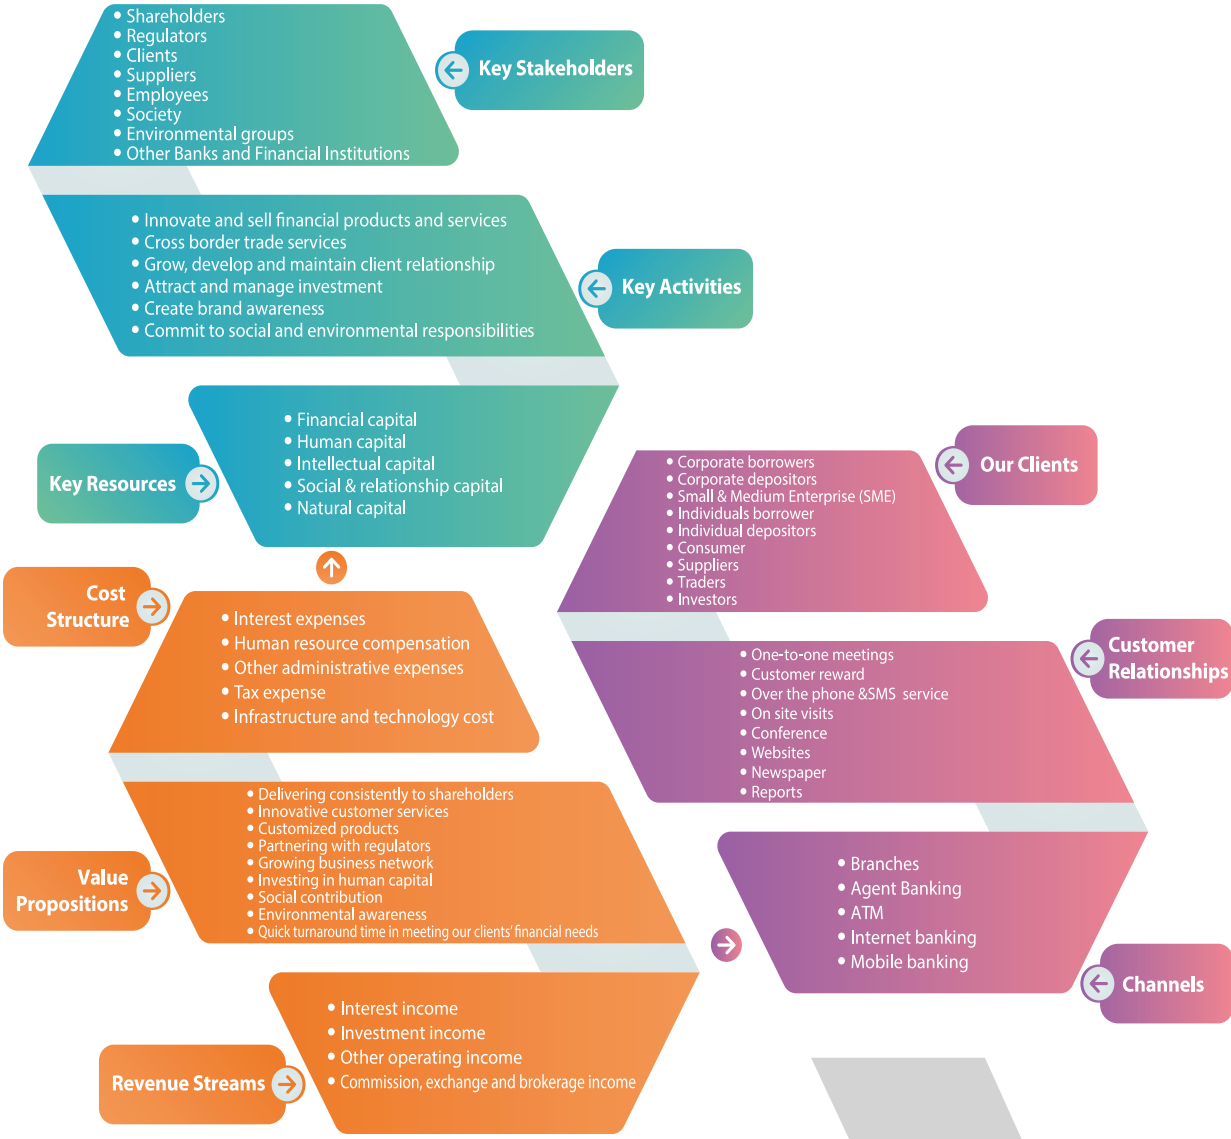 • Shareholders
• Regulators
• Clients
• Suppliers
• Employees
• Society
• Environmental groups
• Other Banks and Financial Institutions
Key Stakeholders
• Innovate and sell financial products and services
• Cross border trade services
• Grow, develop and maintain client relationship
• Attract and manage investment
• Create brand awareness
• Commit to social and environmental responsibilities
Key Activities
Key Resources
• Financial capital
• Human capital
• Intellectual capital
• Social & relationship capital
• Natural capital
Cost
Structure
• Interest expenses
• Human resource compensation
• Other administrative expenses
• Tax expense
• Infrastructure and technology cost
Value
Propositions
• Delivering consistently to shareholders
• Innovative customer services
• Customized products
• Partnering with regulators
• Growing business network
• Investing in human capital
• Social contribution
• Environmental awareness
• Quick turnaround time in meeting our clients' financial needs
Revenue Streams
• Interest income
• Investment income
• Other operating income
• Commission, exchange and brokerage income
• Corporate borrowers
• Corporate depositors
• Small & Medium Enterprise (SME)
• Individuals borrower
• Individual depositors
• Consumer
• Suppliers
• Traders
• Investors
Our Clients
• One-to-one meetings
• Customer reward
• Over the phone &SMS service
• On site visits
• Conference
• Websites
• Newspaper
• Reports
Customer
Relationships
• Branches
• Agent Banking
• ATM
• Internet banking
• Mobile banking
Channels